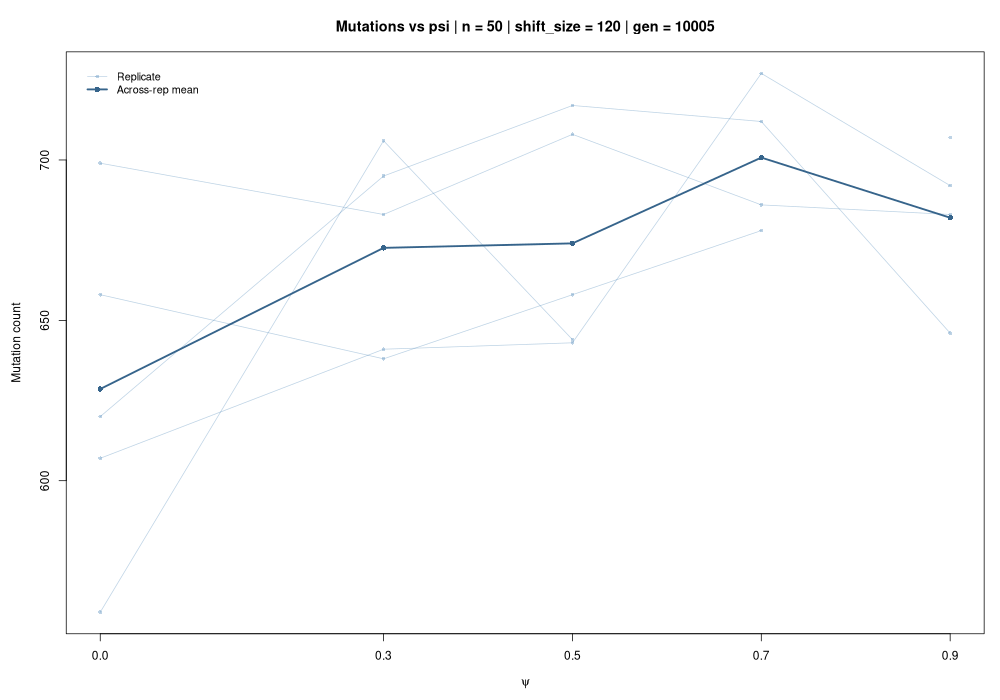 Mutations vs psi | n = 50 | shift_size = 120 | gen = 10005
Replicate
Across-rep mean
700
650
600
Mutation count
0.0
0.3
0.5
0.7
0.9
ψ